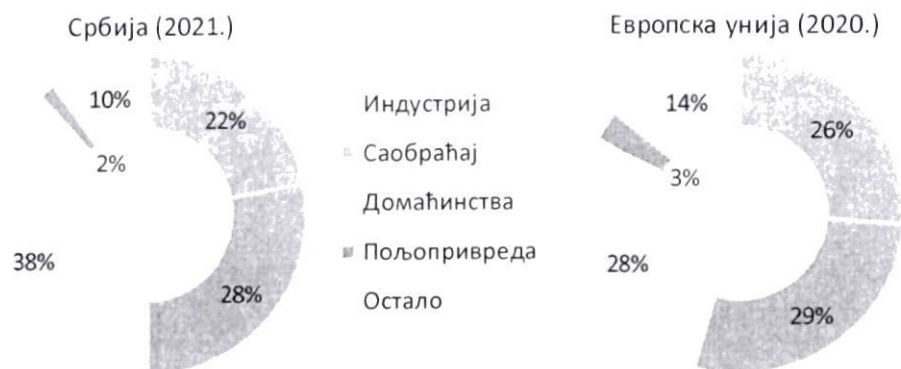 Србија (2021.)
10%
22%
2%
38%
28%
Индустрија
Саобраћај
Домаћинства
Пољопривреда
Остало
Европска унија (2020.)
14%
26%
3%
28%
29%